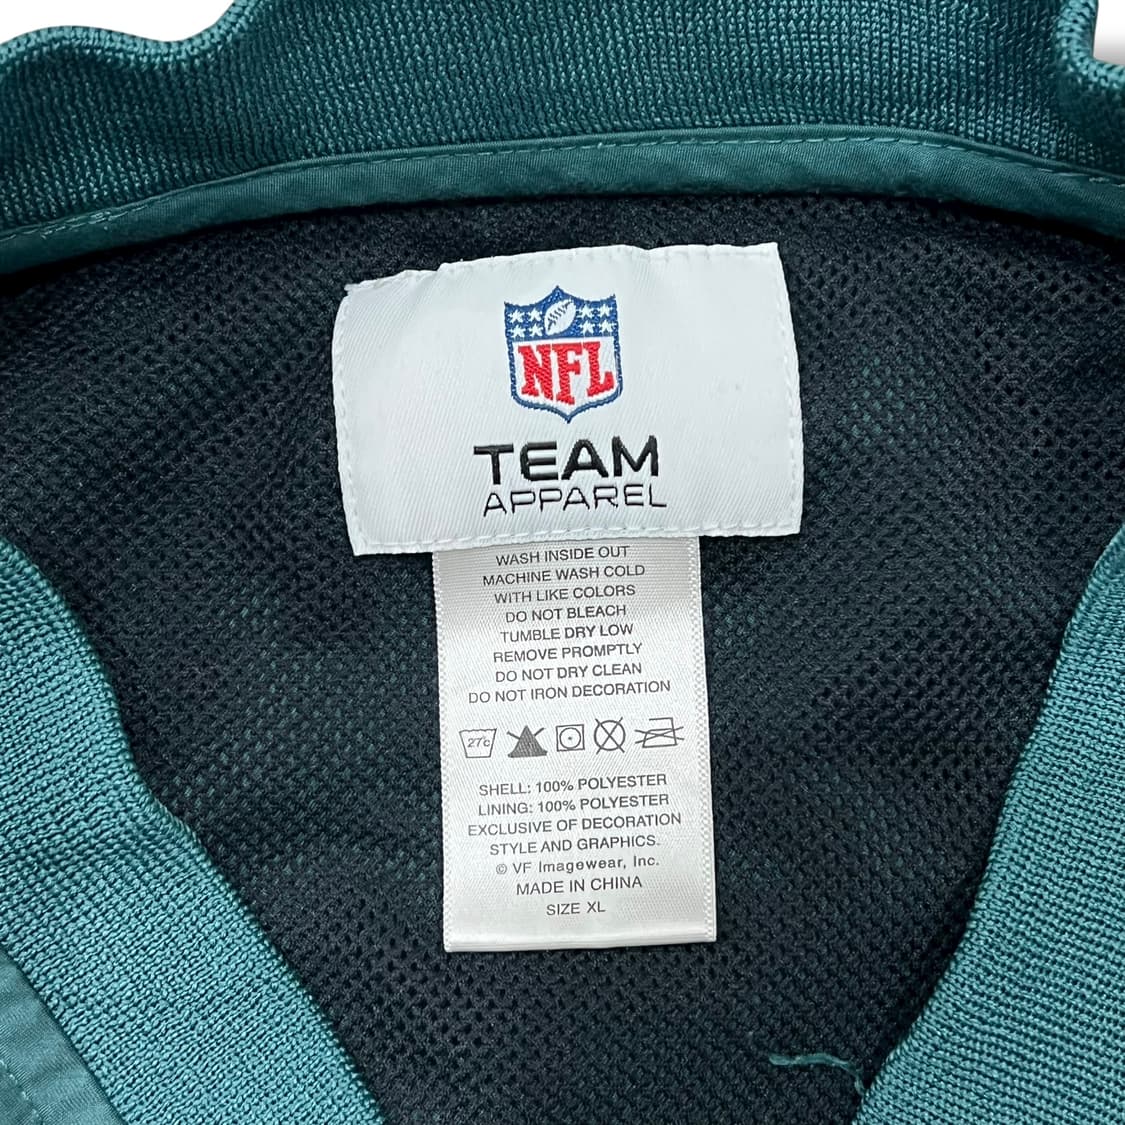 NFL
TEAM
APPAREL
WASH INSIDE OUT
MACHINE WASH COLD
WITH LIKE COLORS
DO NOT BLEACH
TUMBLE DRY LOW
REMOVE PROMPTLY
DO NOT DRY CLEAN
DO NOT IRON DECORATION
27c
SHELL: 100% POLYESTER
LINING: 100% POLYESTER
EXCLUSIVE OF DECORATION
STYLE AND GRAPHICS.
© VF Imagewear, Inc.
MADE IN CHINA
SIZE XL